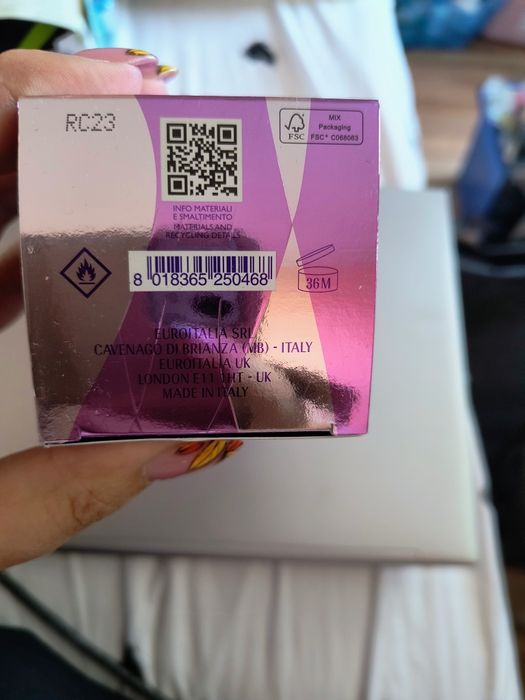 RC23
FSC
MIX
Packaging
FSC® C068063
INFO MATERIALI
E SMALTIMENTO
MATERIALS AND
RECYCLING DETAILS
8 018365 250468
36M
EUROITALIA SRL
CAVENAGO DI BRIANZA (MB) - ITALY
EUROITALIA UK
LONDON E11 1HT - UK
MADE IN ITALY